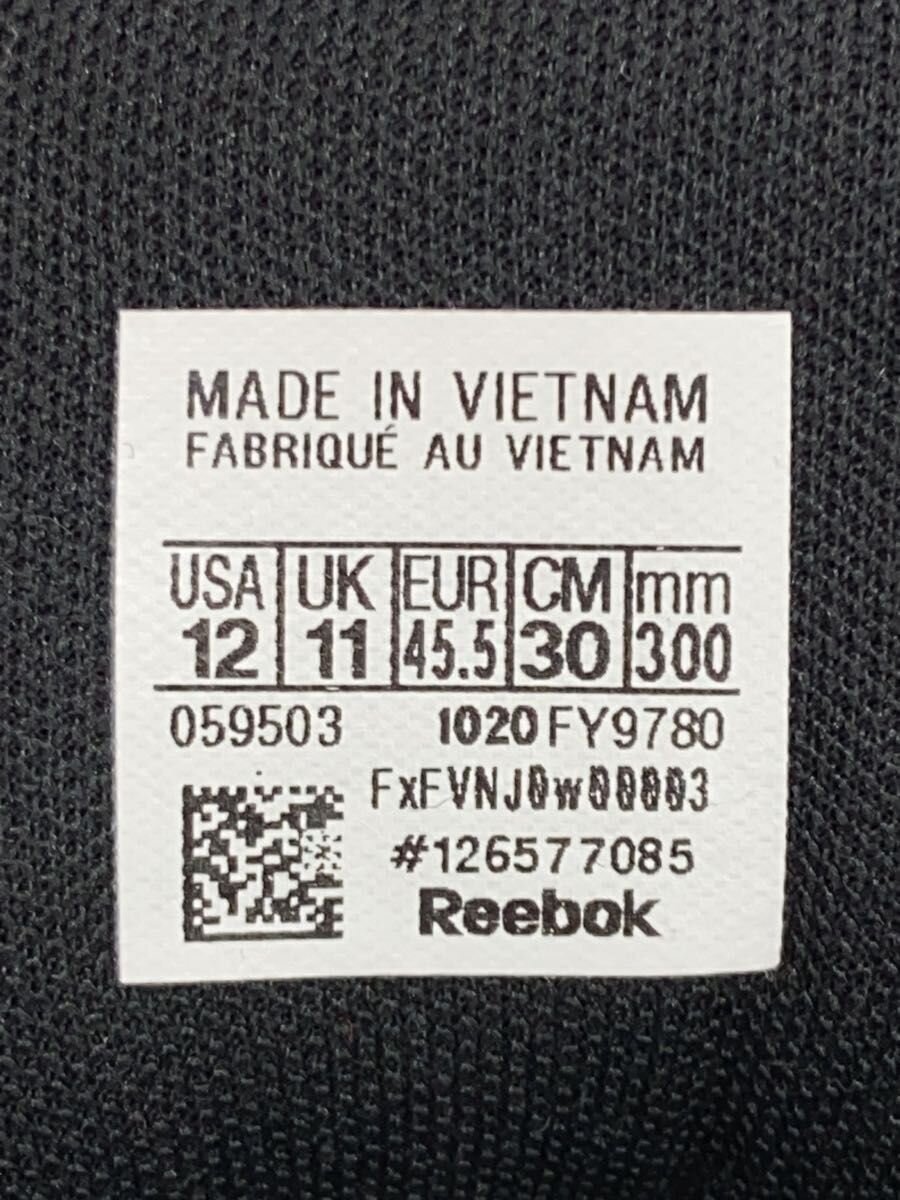 MADE IN VIETNAM
FABRIQUÉ AU VIETNAM
USA UK EUR CM mm
12 11 45.5 30 300
059503 1020 FY9780
#126577085
Reebok